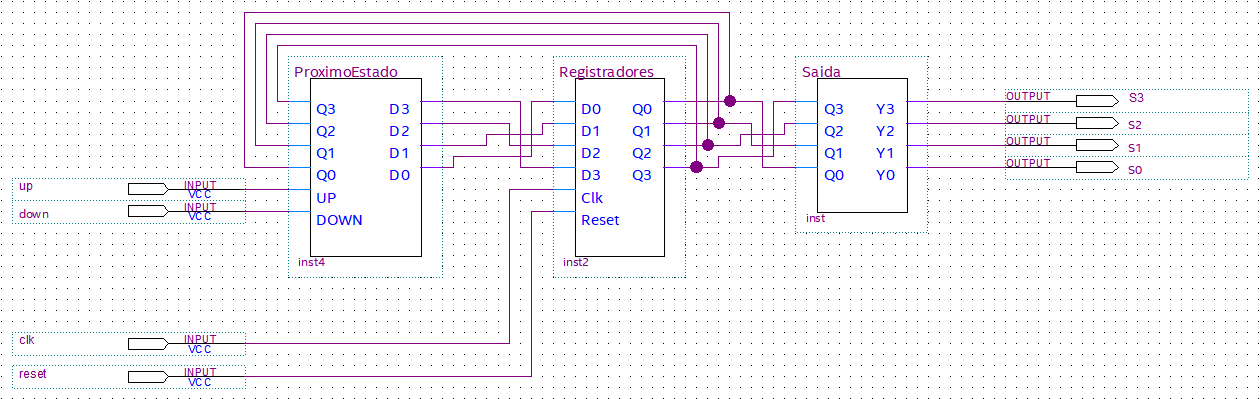 ProximoEstado
Q3 D3
Q2 D2
Q1 D1
Q0 D0
UP
DOWN
inst4
Registradores
D0 Q0
D1 Q1
D2 Q2
D3 Q3
Clk
Reset
inst2
Saida
Q3 Y3
Q2 Y2
Q1 Y1
Q0 Y0
inst
OUTPUT S3
OUTPUT S2
OUTPUT S1
OUTPUT S0
up INPUT
VCC
down INPUT
VCC
clk INPUT
VCC
reset INPUT
VCC